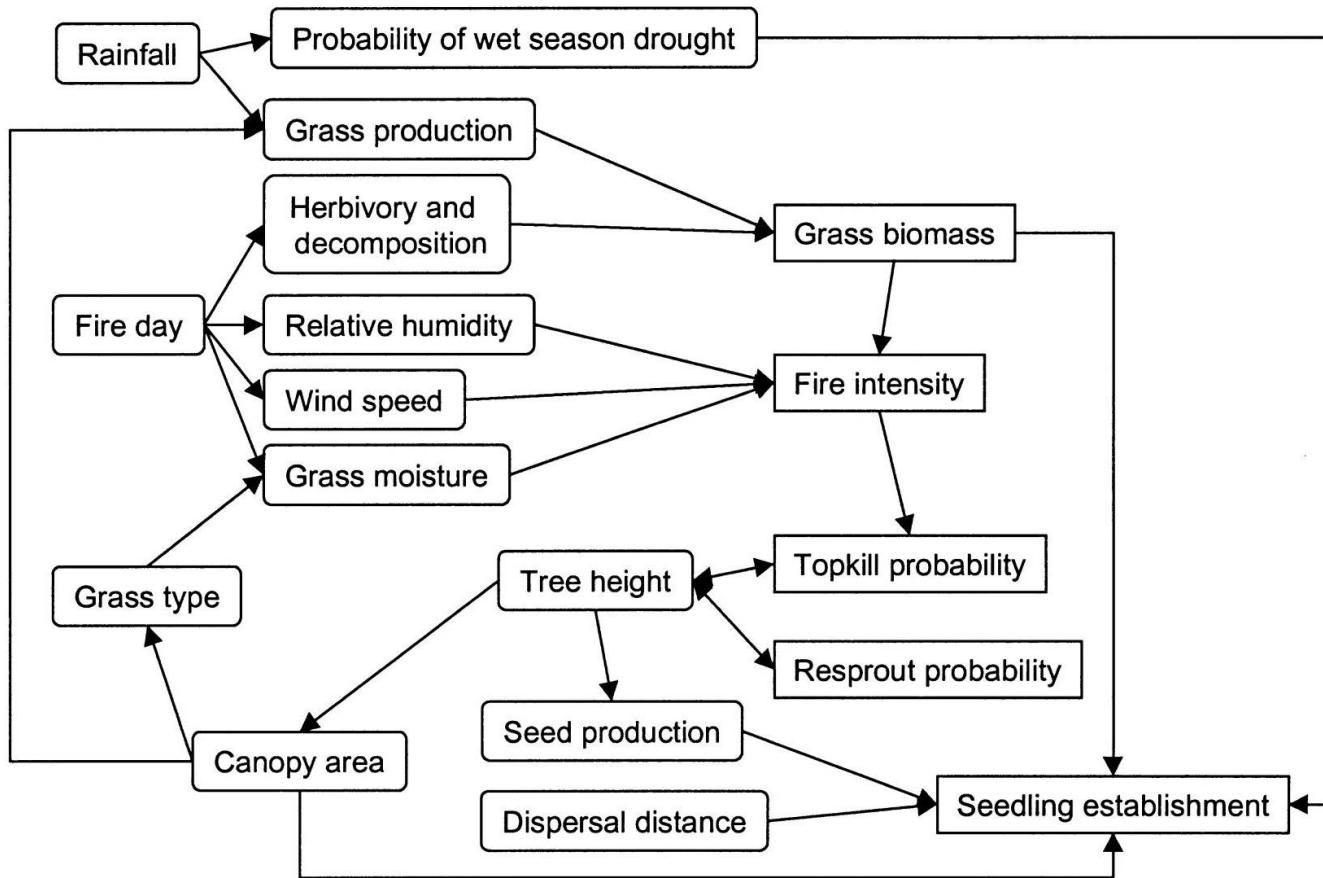 Probability of wet season drought
Rainfall
Grass production
Herbivory and
decomposition
Grass biomass
Fire day
Relative humidity
Fire intensity
Wind speed
Grass moisture
Topkill probability
Tree height
Grass type
Resprout probability
Seed production
Canopy area
Seedling establishment
Dispersal distance